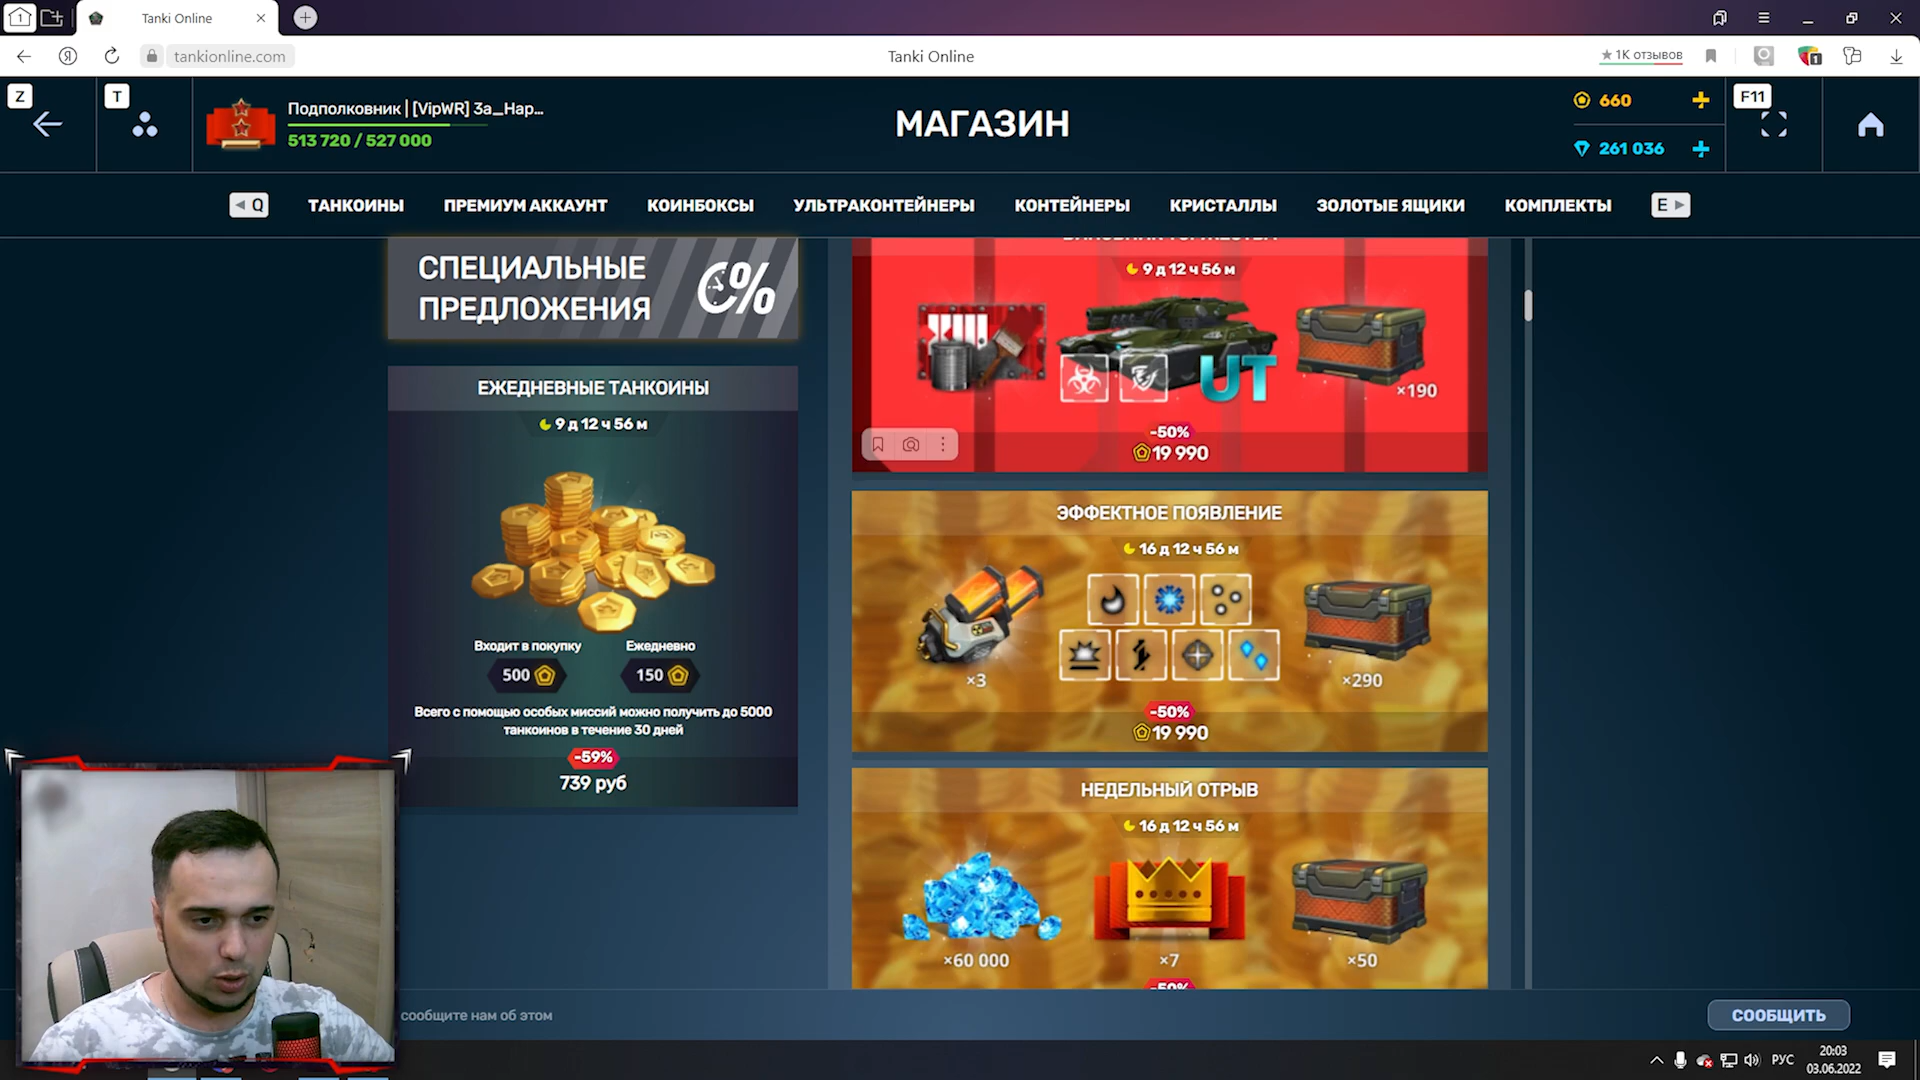 1
Tanki Online
tankionline.com
Tanki Online
★ 1К отзывов
1
Z
T
Подполковник | [VipWR] За_Нар...
513 720 / 527 000
МАГАЗИН
660
261 036
F11
Q
ТАНКОИНЫ
ПРЕМИУМ АККАУНТ
КОИНБОКСЫ
УЛЬТРАКОНТЕЙНЕРЫ
КОНТЕЙНЕРЫ
КРИСТАЛЛЫ
ЗОЛОТЫЕ ЯЩИКИ
КОМПЛЕКТЫ
E
СПЕЦИАЛЬНЫЕ
ПРЕДЛОЖЕНИЯ
%
ЕЖЕДНЕВНЫЕ ТАНКОИНЫ
9 д 12 ч 56 м
Входит в покупку
Ежедневно
500
150
Всего с помощью особых миссий можно получить до 5000
танкоинов в течение 30 дней
-59%
739 руб
9 д 12 ч 56 м
UT
×190
-50%
19 990
ЭФФЕКТНОЕ ПОЯВЛЕНИЕ
16 д 12 ч 56 м
×3
×290
-50%
19 990
НЕДЕЛЬНЫЙ ОТРЫВ
16 д 12 ч 56 м
×60 000
×7
×50
-50%
сообщите нам об этом
СООБЩИТЬ
РУС
20:03
03.06.2022